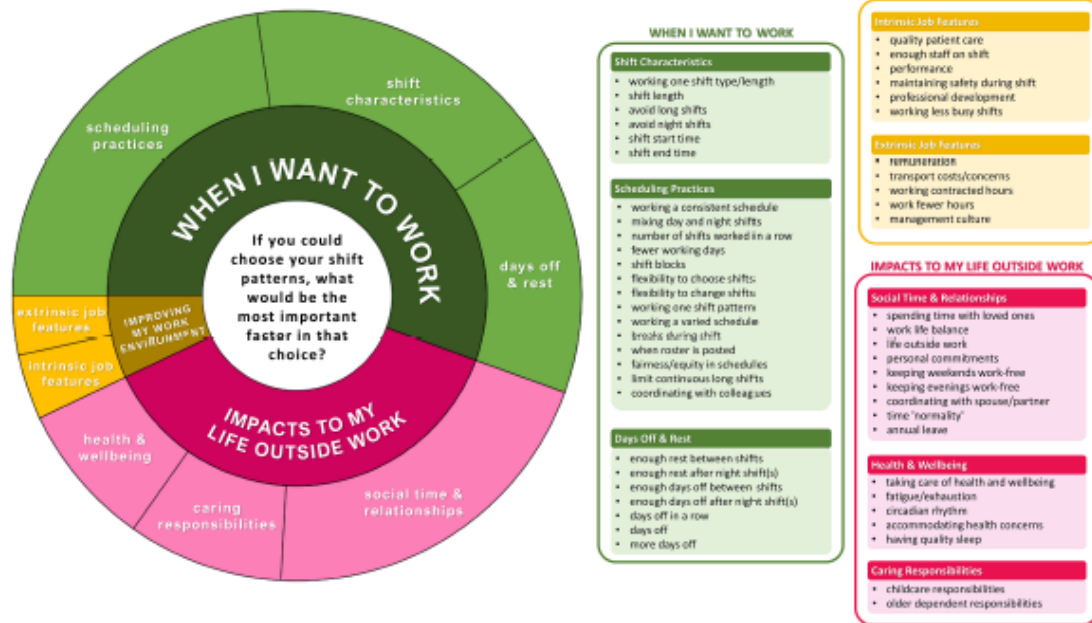 scheduling
practices
shift
characteristics
days off
& rest
WHEN I WANT TO WORK
If you could
choose your shift
patterns, what
would be the
most important
factor in that
choice?
extrinsic job
features
intrinsic job
features
IMPROVING
MY WORK
ENVIRONMENT
IMPACTS TO MY
LIFE OUTSIDE WORK
health &
wellbeing
caring
responsibilities
social time &
relationships
WHEN I WANT TO WORK
Shift Characteristics
• working one shift type/length
• shift length
• avoid long shifts
• avoid night shifts
• shift start time
• shift end time
Scheduling Practices
• working a consistent schedule
• mixing day and night shifts
• number of shifts worked in a row
• fewer working days
• shift blocks
• flexibility to choose shifts
• flexibility to change shifts
• working one shift pattern
• working a varied schedule
• breaks during shift
• when roster is posted
• fairness/equity in schedules
• limit continuous long shifts
• coordinating with colleagues
Days Off & Rest
• enough rest between shifts
• enough rest after night shift(s)
• enough days off between shifts
• enough days off after night shift(s)
• days off in a row
• days off
• more days off
Intrinsic Job Features
• quality patient care
• enough staff on shift
• performance
• maintaining safety during shift
• professional development
• working less busy shifts
Extrinsic Job Features
• remuneration
• transport costs/concerns
• working contracted hours
• work fewer hours
• management culture
IMPACTS TO MY LIFE OUTSIDE WORK
Social Time & Relationships
• spending time with loved ones
• work life balance
• life outside work
• personal commitments
• keeping weekends work-free
• keeping evenings work-free
• coordinating with spouse/partner
• time 'normality'
• annual leave
Health & Wellbeing
• taking care of health and wellbeing
• fatigue/exhaustion
• circadian rhythm
• accommodating health concerns
• having quality sleep
Caring Responsibilities
• childcare responsibilities
• older dependent responsibilities